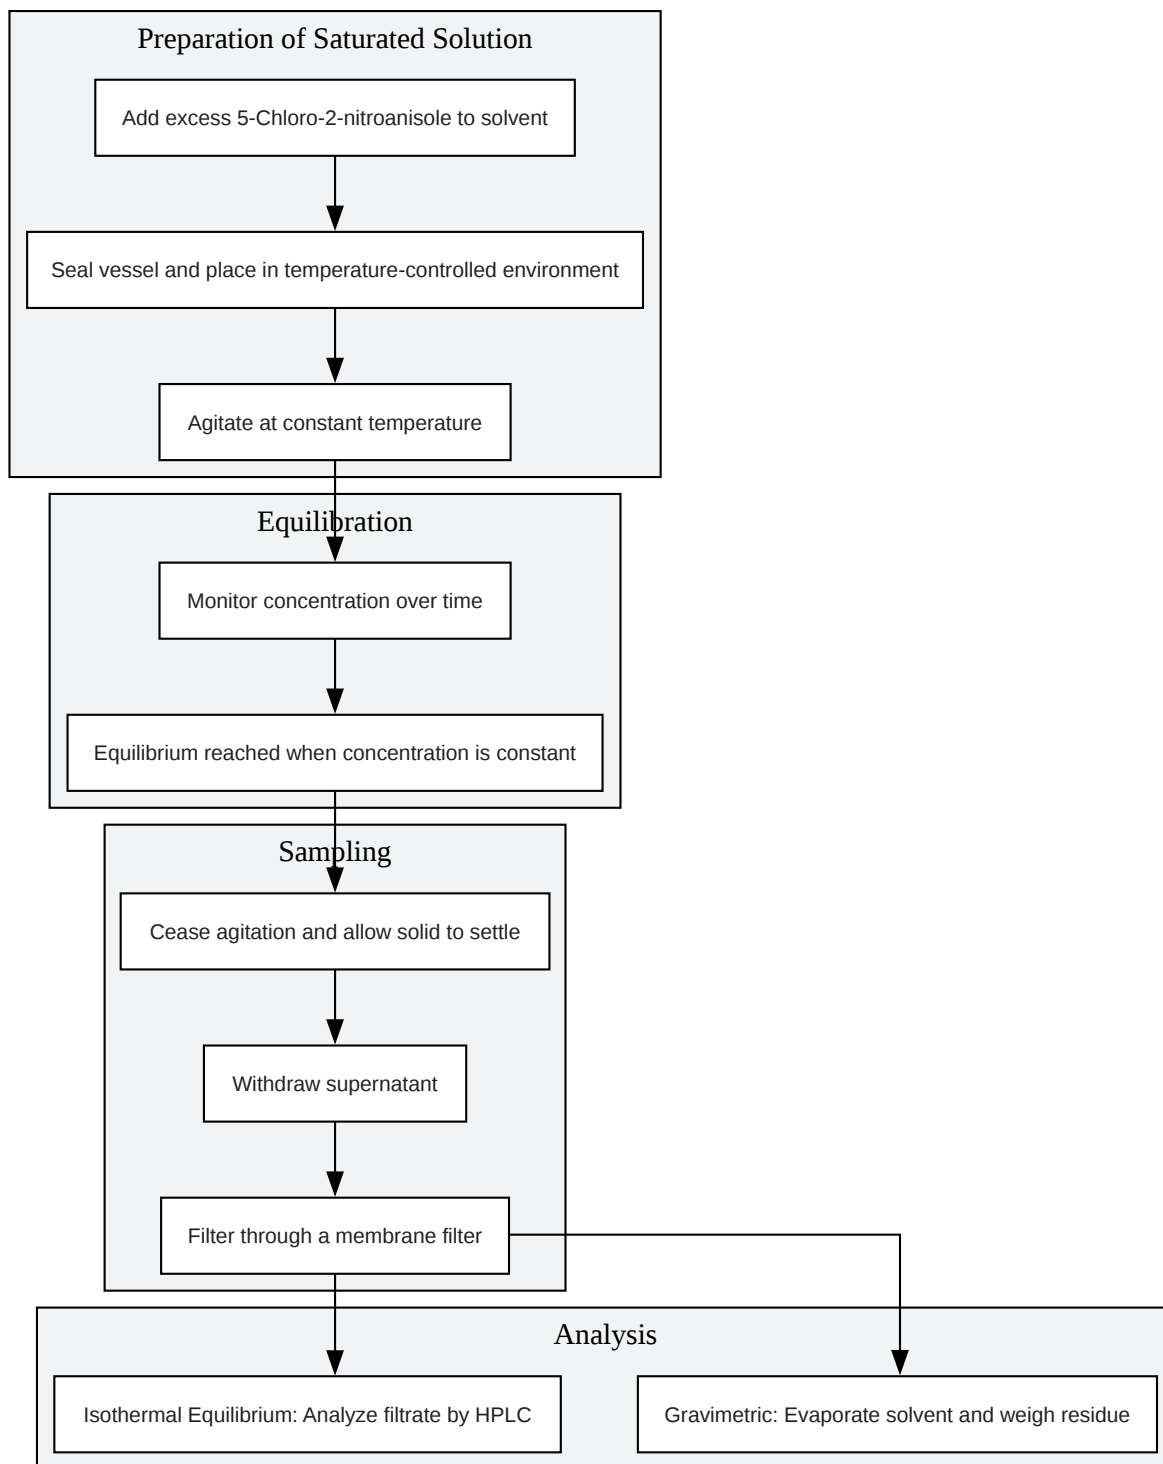 Preparation of Saturated Solution
Add excess 5-Chloro-2-nitroanisole to solvent
Seal vessel and place in temperature-controlled environment
Agitate at constant temperature
Equilibration
Monitor concentration over time
Equilibrium reached when concentration is constant
Sampling
Cease agitation and allow solid to settle
Withdraw supernatant
Filter through a membrane filter
Analysis
Isothermal Equilibrium: Analyze filtrate by HPLC
Gravimetric: Evaporate solvent and weigh residue